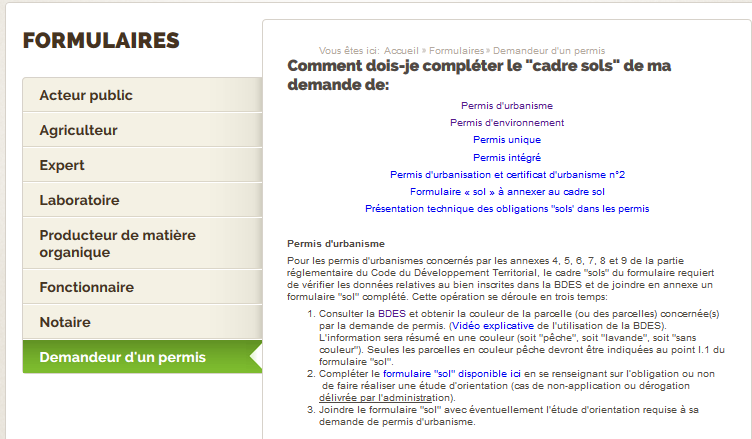 FORMULAIRES
Acteur public
Agriculteur
Expert
Laboratoire
Producteur de matière
organique
Fonctionnaire
Notaire
Demandeur d'un permis
Vous êtes ici: Accueil » Formulaires » Demandeur d'un permis
Comment dois-je compléter le "cadre sols" de ma
demande de:
Permis d'urbanisme
Permis d'environnement
Permis unique
Permis intégré
Permis d'urbanisation et certificat d'urbanisme n°2
Formulaire « sol » à annexer au cadre sol
Présentation technique des obligations "sols' dans les permis
Permis d'urbanisme
Pour les permis d'urbanismes concernés par les annexes 4, 5, 6, 7, 8 et 9 de la partie
réglementaire du Code du Développement Territorial, le cadre "sols" du formulaire requiert
de vérifier les données relatives au bien inscrites dans la BDES et de joindre en annexe un
formulaire "sol" complété. Cette opération se déroule en trois temps:
1. Consulter la BDES et obtenir la couleur de la parcelle (ou des parcelles) concernée(s)
par la demande de permis. (Vidéo explicative de l'utilisation de la BDES).
L'information sera résumé en une couleur (soit "pêche", soit "lavande", soit "sans
couleur"). Seules les parcelles en couleur pêche devront être indiquées au point I.1 du
formulaire "sol".
2. Compléter le formulaire "sol" disponible ici en se renseignant sur l'obligation ou non
de faire réaliser une étude d'orientation (cas de non-application ou dérogation
délivrée par l'administration).
3. Joindre le formulaire "sol" avec éventuellement l'étude d'orientation requise à sa
demande de permis d'urbanisme.